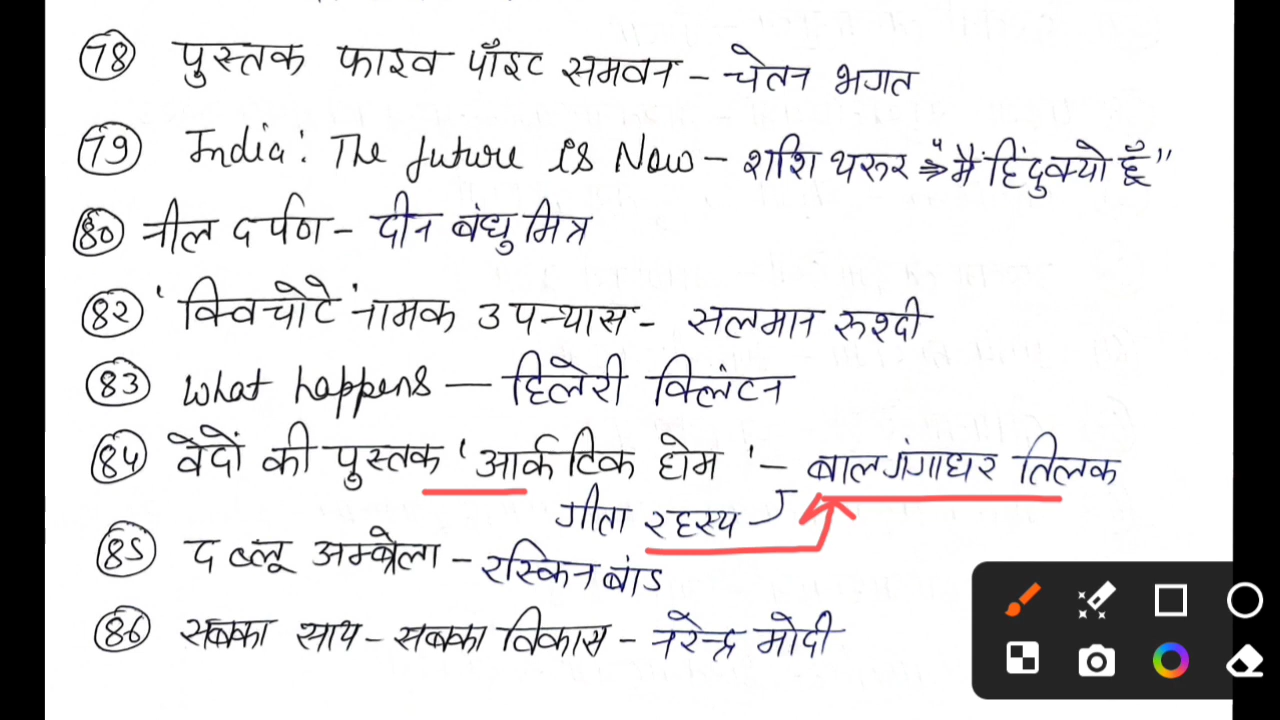 78 पुस्तक फाइव पॉइंट समवन - चेतन भगत
79 India: The future is Now - शशि थरूर ⇒ "मैं हिंदु क्यो हूँ"
80 नील दर्पण - दीन बंधु मित्र
82 'क्विचोटे' नामक उपन्यास - सलमान रुश्दी
83 What happens — हिलेरी क्लिंटन
84 वेदों की पुस्तक 'आर्कटिक होम' - बालगंगाधर तिलक
गीता रहस्य
85 द ब्लू अम्ब्रेला - रस्किन बांड
86 सबका साथ - सबका विकास - नरेन्द्र मोदी